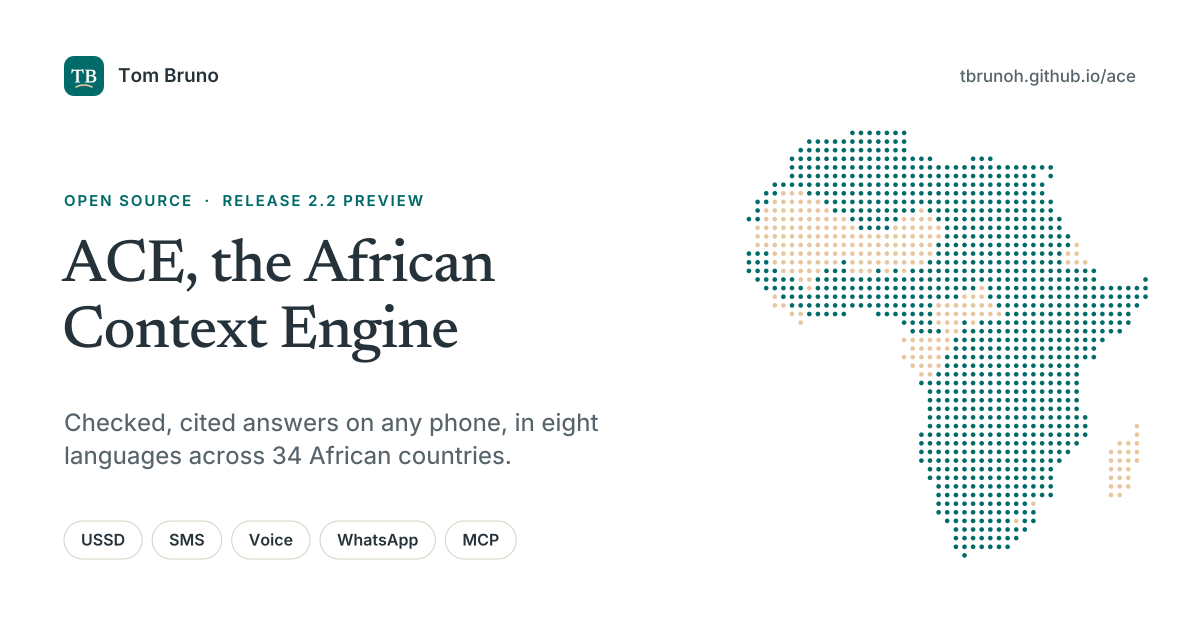 TB
Tom Bruno
tbrunoh.github.io/ace
OPEN SOURCE · RELEASE 2.2 PREVIEW
ACE, the African
Context Engine
Checked, cited answers on any phone, in eight
languages across 34 African countries.
USSD
SMS
Voice
WhatsApp
MCP